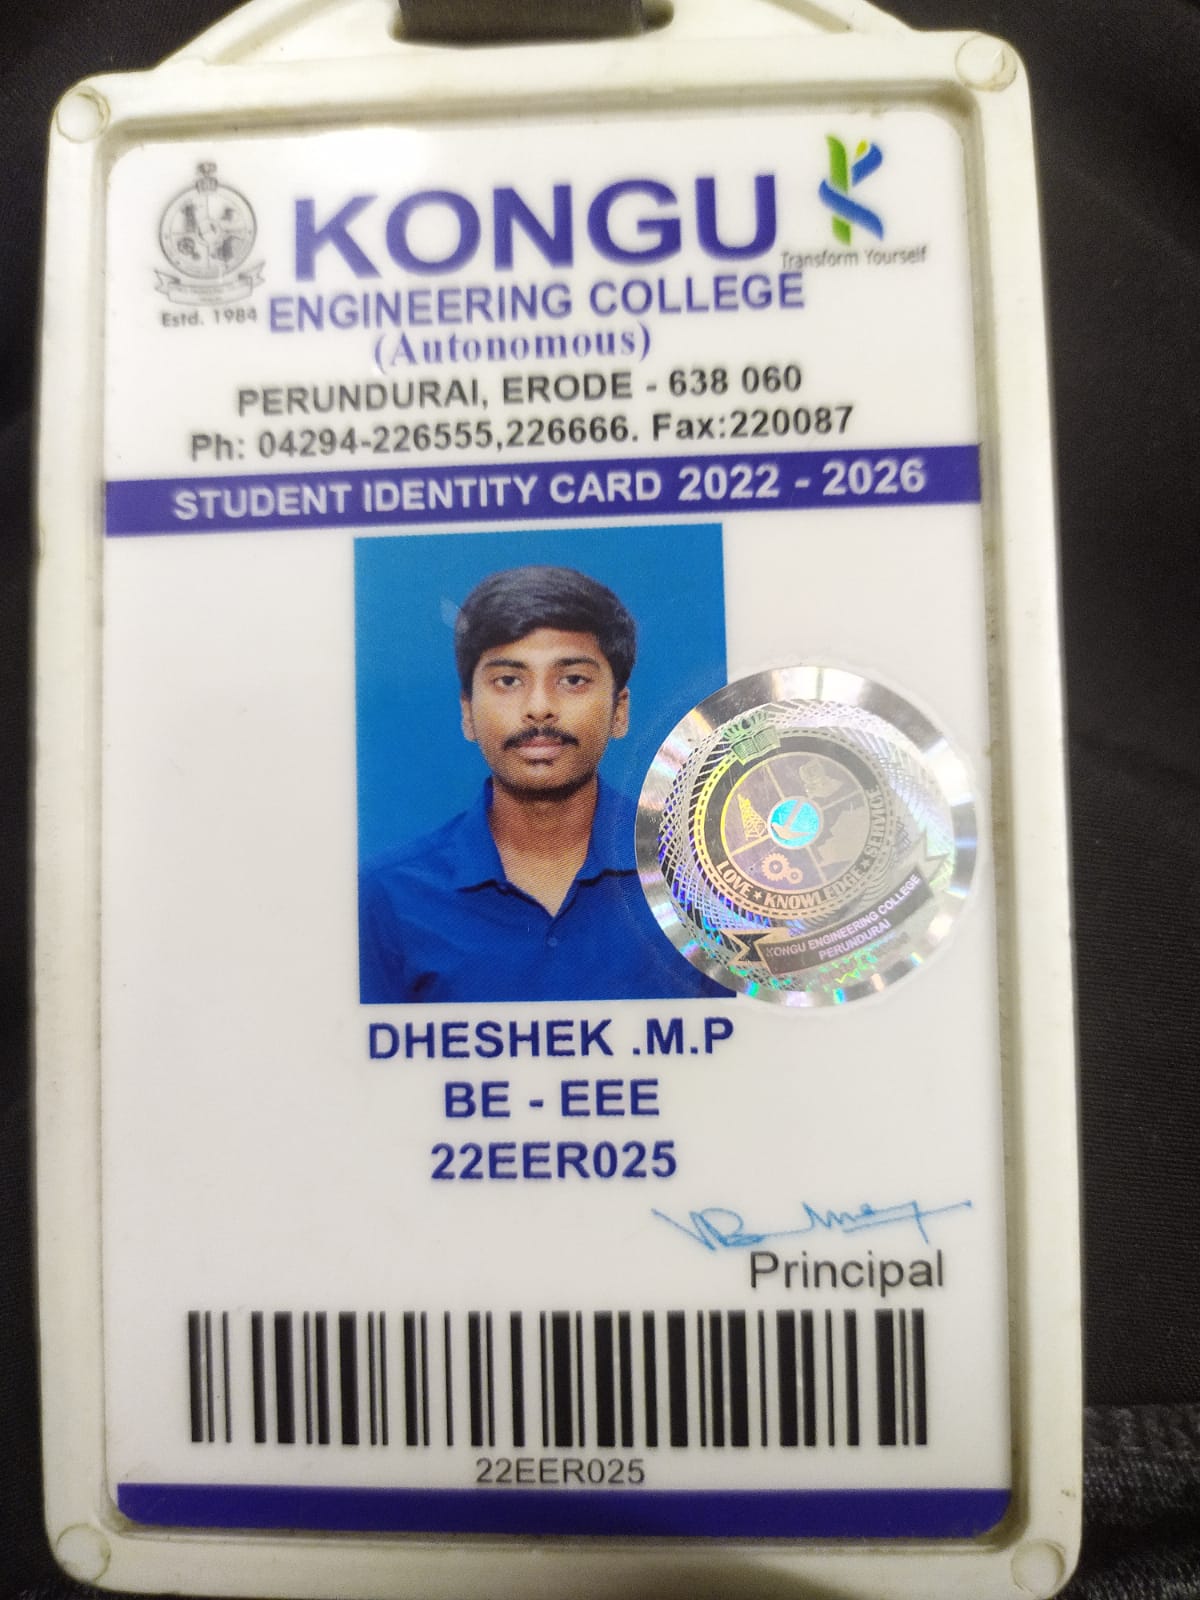 KONGU
Transform Yourself
Estd. 1984
ENGINEERING COLLEGE
(Autonomous)
PERUNDURAI, ERODE - 638 060
Ph: 04294-226555,226666. Fax:220087
STUDENT IDENTITY CARD 2022 - 2026
LOVE ★ KNOWLEDGE ★ SERVICE
KONGU ENGINEERING COLLEGE
PERUNDURAI
DHESHEK .M.P
BE - EEE
22EER025
Principal
22EER025